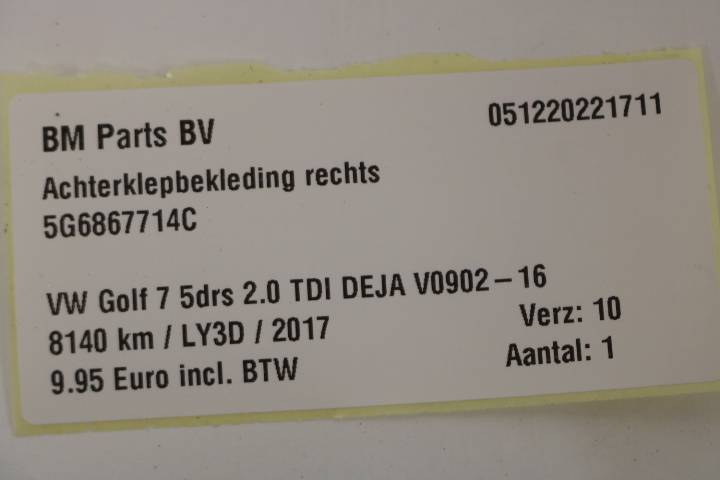 BM Parts BV 051220221711
Achterklepbekleding rechts
5G6867714C
VW Golf 7 5drs 2.0 TDI DEJA V0902-16
8140 km / LY3D / 2017 Verz: 10
9.95 Euro incl. BTW Aantal: 1